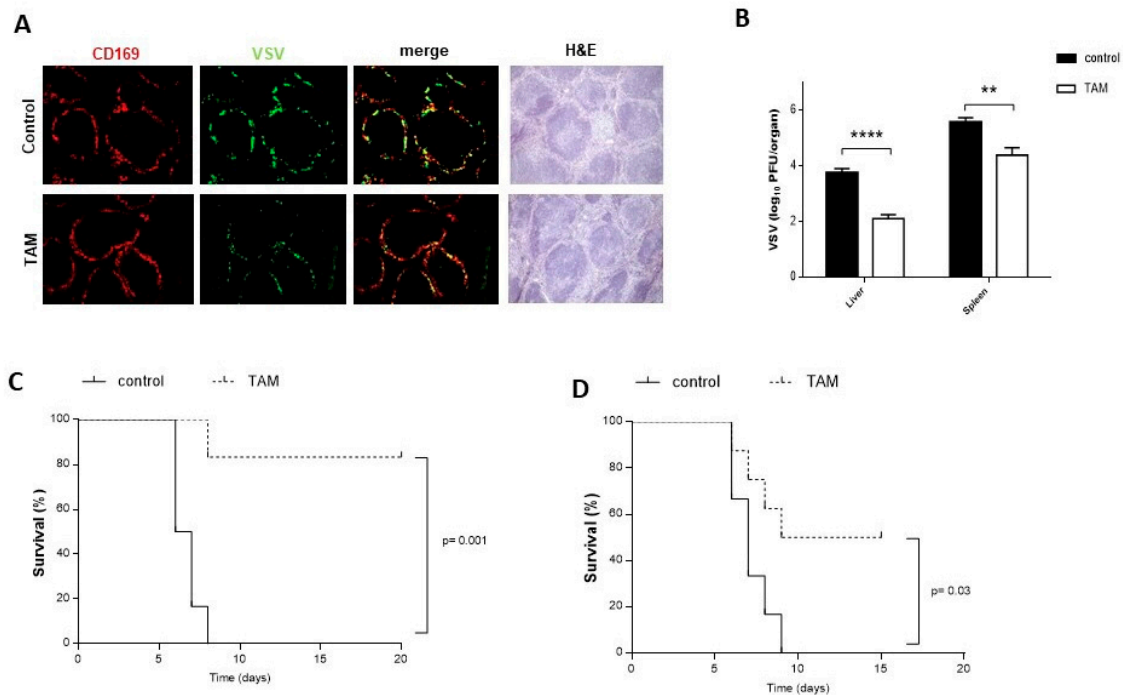 A
CD169 VSV merge H&E
Control
TAM
B
control
TAM
VSV (log10 PFU/organ)
6
4
2
0
****
**
Liver Spleen
C
control TAM
Survival (%)
100
80
60
40
20
0
0 5 10 15 20
Time (days)
p= 0.001
D
control TAM
Survival (%)
100
80
60
40
20
0
0 5 10 15 20
Time (days)
p= 0.03